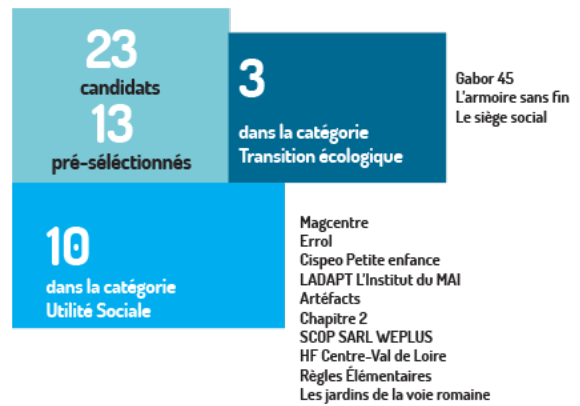 23
candidats
13
pré-séléctionnés
3
dans la catégorie
Transition écologique
Gabor 45
L'armoire sans fin
Le siège social
10
dans la catégorie
Utilité Sociale
Magcentre
Errol
Cispeo Petite enfance
LADAPT L'Institut du MAI
Artéfacts
Chapitre 2
SCOP SARL WEPLUS
HF Centre-Val de Loire
Règles Élémentaires
Les jardins de la voie romaine